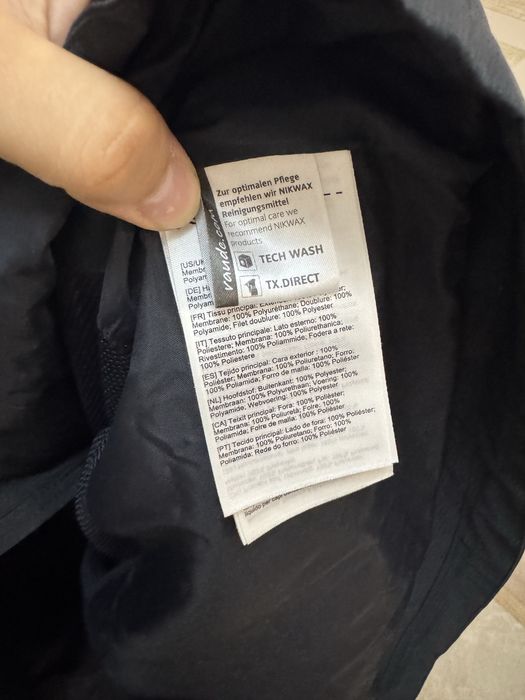 vaude.com
Zur optimalen Pflege
empfehlen wir NIKWAX
Reinigungsmittel
For optimal care we
recommend NIKWAX
products
TECH WASH
TX.DIRECT
[US/U
Membr
Polyam
[DE] H
Membr
Polyam
[FR] Tissu principal: Exten
Membrane: 100% Polyuréthane; Doublure: 100%
Polyamide, Filet doublure: 100% Polyester
[IT] Tessuto principale: Lato esterno: 100%
Poliestere; Membrana: 100% Poliuretanica;
Rivestimento: 100% Poliammide; Fodera a rete:
100% Poliestere
[ES] Tejido principal: Cara exterior : 100%
Poliéster; Membrana: 100% Poliuretano; Forro:
100% Poliamida, Forro de malla: 100% Poliéster
[NL] Hoofdstof: Buitenkant: 100% Polyester;
Membraan: 100% Polyurethaan; Voering: 100%
Polyamide, Webvoering: 100% Polyester
[CA] Teixit principal: Fora: 100% Polièster;
Membrana: 100% Poliuretà; Folre: 100%
Poliamida; Folre de malla: 100% Polièster
[PT] Tecido principal: Lado de fora: 100% Poliéster;
Membrana: 100% Poliuretano; Forro: 100%
Poliamida; Rede do forro: 100% Poliéster